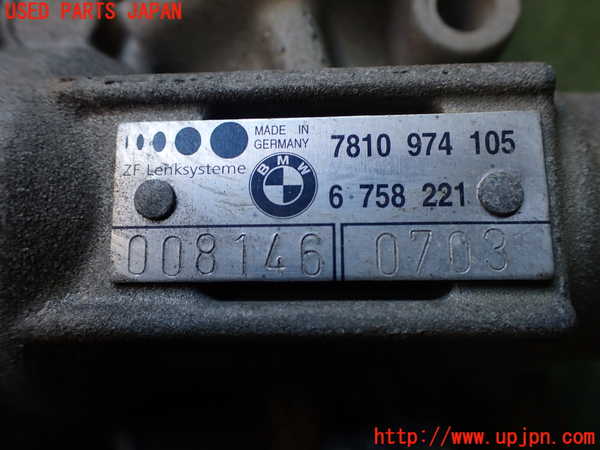 USED PARTS JAPAN
MADE IN
GERMANY
7810 974 105
ZF Lenksysteme
BMW
6 758 221
008146 0703
http://www.upjpn.com/